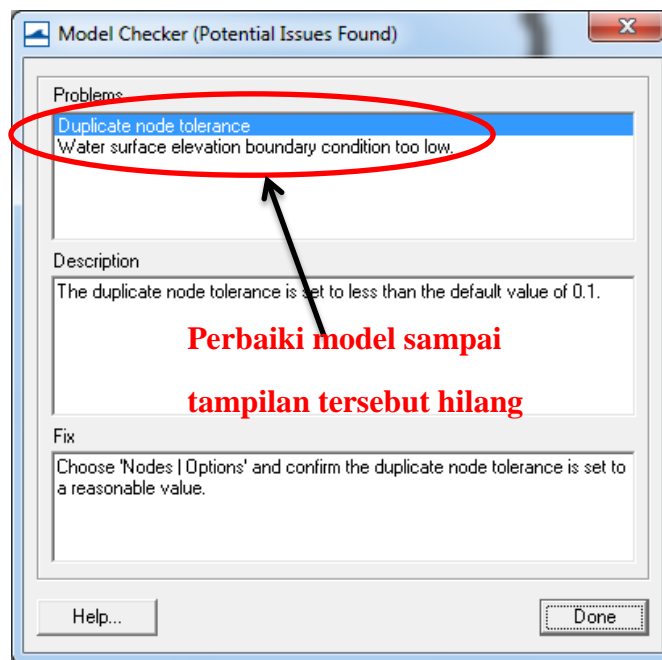 Model Checker (Potential Issues Found)
Problems
Duplicate node tolerance
Water surface elevation boundary condition too low.
Description
The duplicate node tolerance is set to less than the default value of 0.1.
Perbaiki model sampai
tampilan tersebut hilang
Fix
Choose 'Nodes | Options' and confirm the duplicate node tolerance is set to
a reasonable value.
Help...
Done